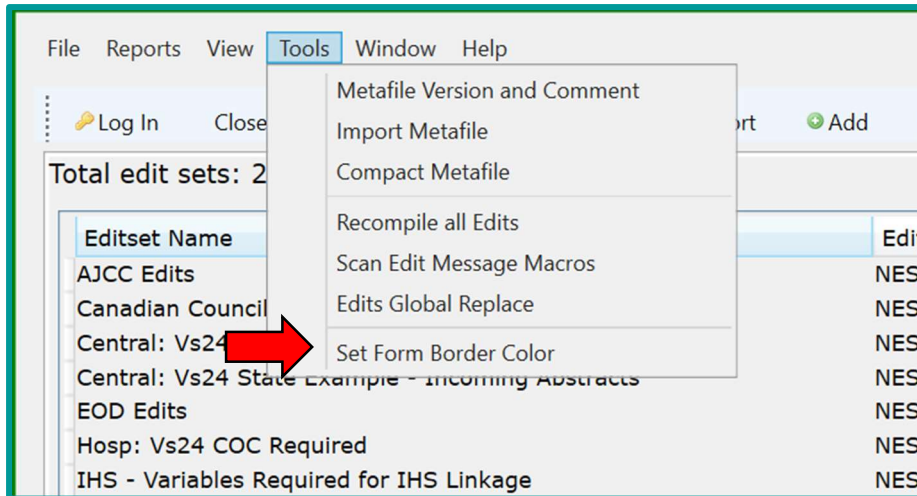 File Reports View Tools Window Help
Metafile Version and Comment
Log In Close ort Add
Import Metafile
Total edit sets: 2
Compact Metafile
Recompile all Edits
Editset Name Edi
Scan Edit Message Macros
AJCC Edits NES
Edits Global Replace
Canadian Council NES
Central: Vs24 NES
Set Form Border Color
Central: Vs24 State Example - Incoming Abstracts NES
EOD Edits NES
Hosp: Vs24 COC Required NES
IHS - Variables Required for IHS Linkage NES